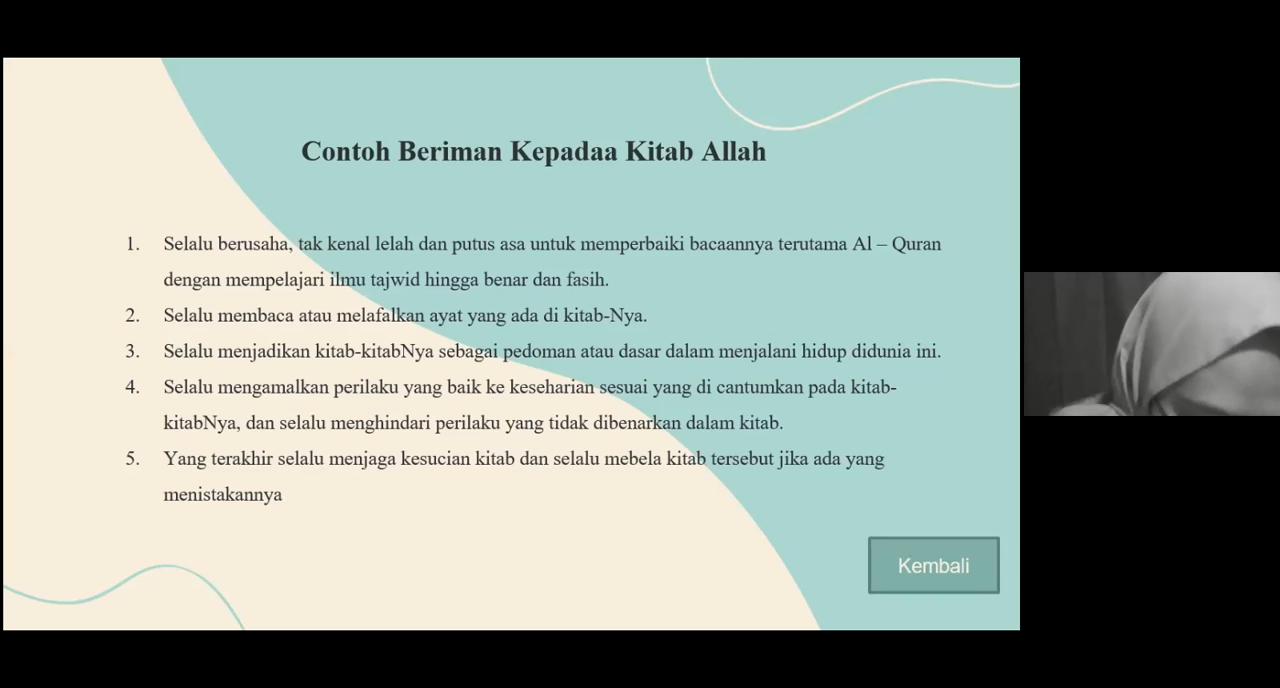 Contoh Beriman Kepadaa Kitab Allah
1. Selalu berusaha, tak kenal lelah dan putus asa untuk memperbaiki bacaannya terutama Al – Quran
dengan mempelajari ilmu tajwid hingga benar dan fasih.
2. Selalu membaca atau melafalkan ayat yang ada di kitab-Nya.
3. Selalu menjadikan kitab-kitabNya sebagai pedoman atau dasar dalam menjalani hidup didunia ini.
4. Selalu mengamalkan perilaku yang baik ke keseharian sesuai yang di cantumkan pada kitab-
kitabNya, dan selalu menghindari perilaku yang tidak dibenarkan dalam kitab.
5. Yang terakhir selalu menjaga kesucian kitab dan selalu mebela kitab tersebut jika ada yang
menistakannya
Kembali